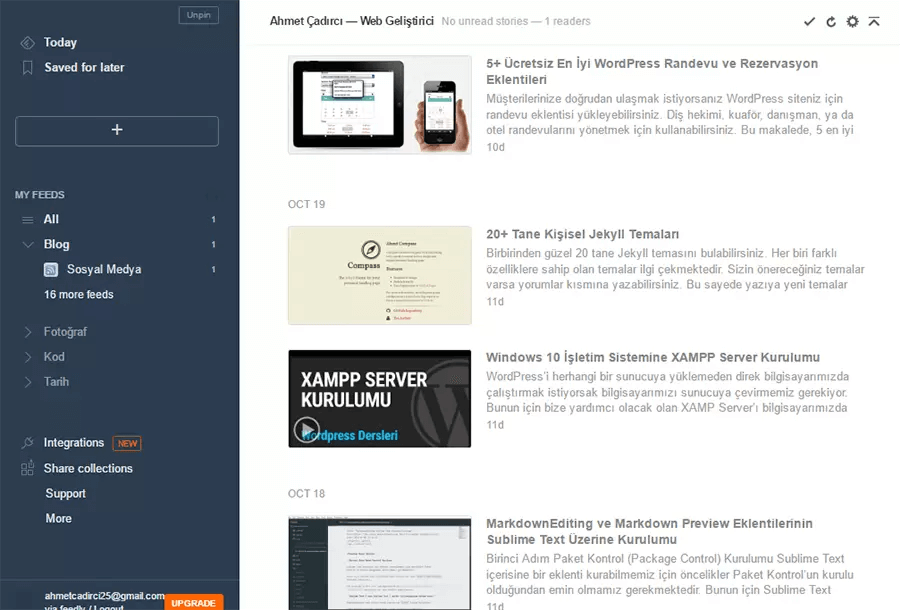 Unpin
Today
Saved for later
+
MY FEEDS
All 1
Blog 1
Sosyal Medya 1
16 more feeds
Fotoğraf
Kod
Tarih
Integrations NEW
Share collections
Support
More
ahmetcadirci25@gmail.com
via feedly / Logout
UPGRADE
Ahmet Çadırcı — Web Geliştirici No unread stories — 1 readers
5+ Ücretsiz En İyi WordPress Randevu ve Rezervasyon
Eklentileri
Müşterilerinize doğrudan ulaşmak istiyorsanız WordPress siteniz için
randevu eklentisi yükleyebilirsiniz. Diş hekimi, kuaför, danışman, ya da
otel randevularını yönetmek için kullanabilirsiniz. Bu makalede, 5 en iyi
10d
OCT 19
Compass
About Compass
20+ Tane Kişisel Jekyll Temaları
Birbirinden güzel 20 tane Jekyll temasını bulabilirsiniz. Her biri farklı
özelliklere sahip olan temalar ilgi çekmektedir. Sizin önereceğiniz temalar
varsa yorumlar kısmına yazabilirsiniz. Bu sayede yazıya yeni temalar
11d
XAMPP SERVER
KURULUMU
Wordpress Dersleri
Windows 10 İşletim Sistemine XAMPP Server Kurulumu
WordPress'i herhangi bir sunucuya yüklemeden direk bilgisayarımızda
çalıştırmak istiyorsak bilgisayarımızı sunucuya çevirmemiz gerekiyor.
Bunun için bize yardımcı olacak olan XAMP Server'ı bilgisayarımızda
11d
OCT 18
MarkdownEditing ve Markdown Preview Eklentilerinin
Sublime Text Üzerine Kurulumu
Birinci Adım Paket Kontrol (Package Control) Kurulumu Sublime Text
içerisine bir eklenti kurabilmemiz için öncelikler Paket Kontrol'un kurulu
olduğundan emin olmamız gerekmektedir. Bunun için Sublime Text
11d